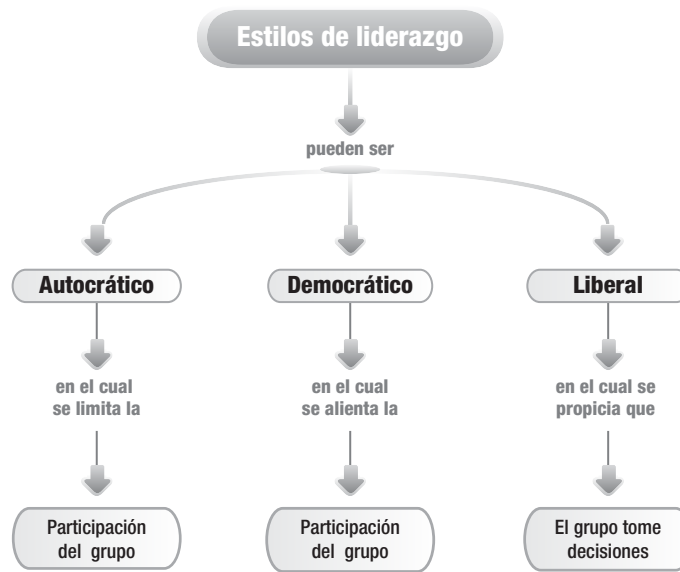 Estilos de liderazgo
pueden ser
Autocrático
Democrático
Liberal
en el cual
se limita la
en el cual
se alienta la
en el cual se
propicia que
Participación
del grupo
Participación
del grupo
El grupo tome
decisiones